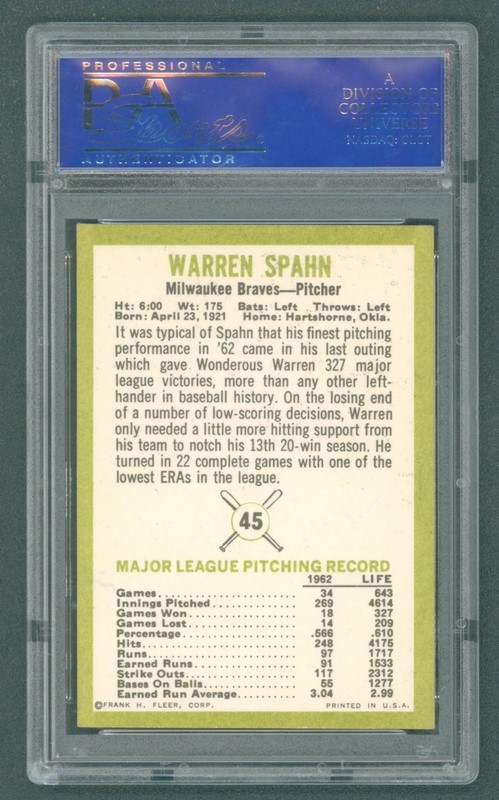 PROFESSIONAL
PSA
Sports
AUTHENTICATOR
A
DIVISION OF
COLLECTORS
UNIVERSE
NASDAQ: CLCT
WARREN SPAHN
Milwaukee Braves—Pitcher
Ht: 6:00 Wt: 175 Bats: Left Throws: Left
Born: April 23, 1921 Home: Hartshorne, Okla.
It was typical of Spahn that his finest pitching
performance in '62 came in his last outing
which gave Wonderous Warren 327 major
league victories, more than any other left-
hander in baseball history. On the losing end
of a number of low-scoring decisions, Warren
only needed a little more hitting support from
his team to notch his 13th 20-win season. He
turned in 22 complete games with one of the
lowest ERAs in the league.
45
MAJOR LEAGUE PITCHING RECORD
1962 LIFE
Games 34 643
Innings Pitched 269 4614
Games Won 18 327
Games Lost 14 209
Percentage .566 .610
Hits 248 4175
Runs 97 1717
Earned Runs 91 1533
Strike Outs 117 2312
Bases On Balls 55 1277
Earned Run Average 3.04 2.99
©FRANK H. FLEER, CORP. PRINTED IN U.S.A.